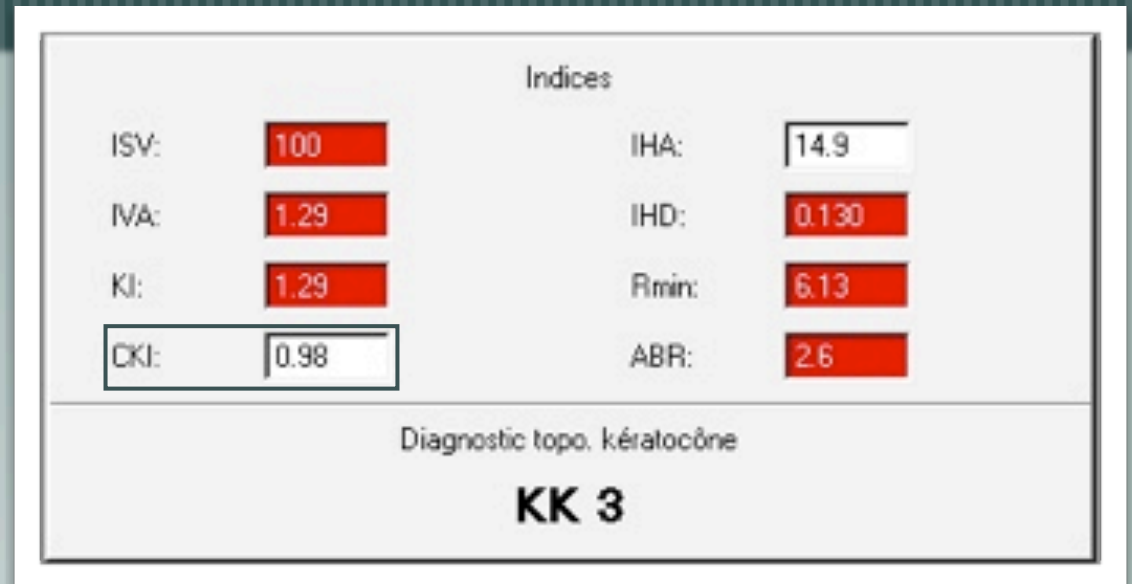 Indices
ISV: 100 IHA: 14.9
IVA: 1.29 IHD: 0.130
KI: 1.29 Rmin: 6.13
CKI: 0.98 ABR: 2.6
Diagnostic topo. kératocône
KK 3